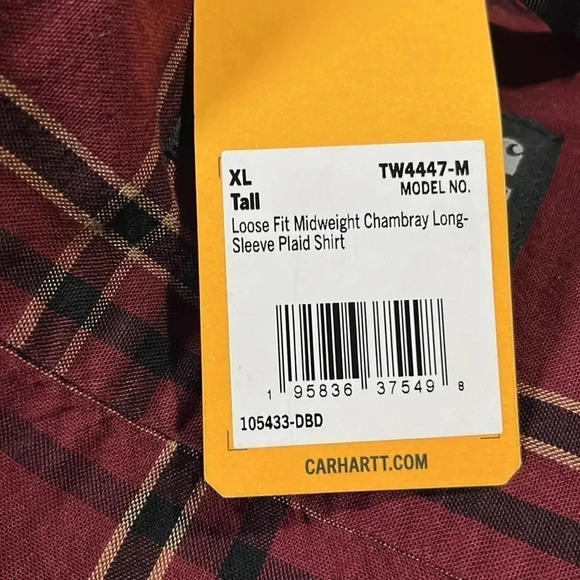 XL
Tall
TW4447-M
MODEL NO.
Loose Fit Midweight Chambray Long-
Sleeve Plaid Shirt
1 95836 37549 8
105433-DBD
CARHARTT.COM